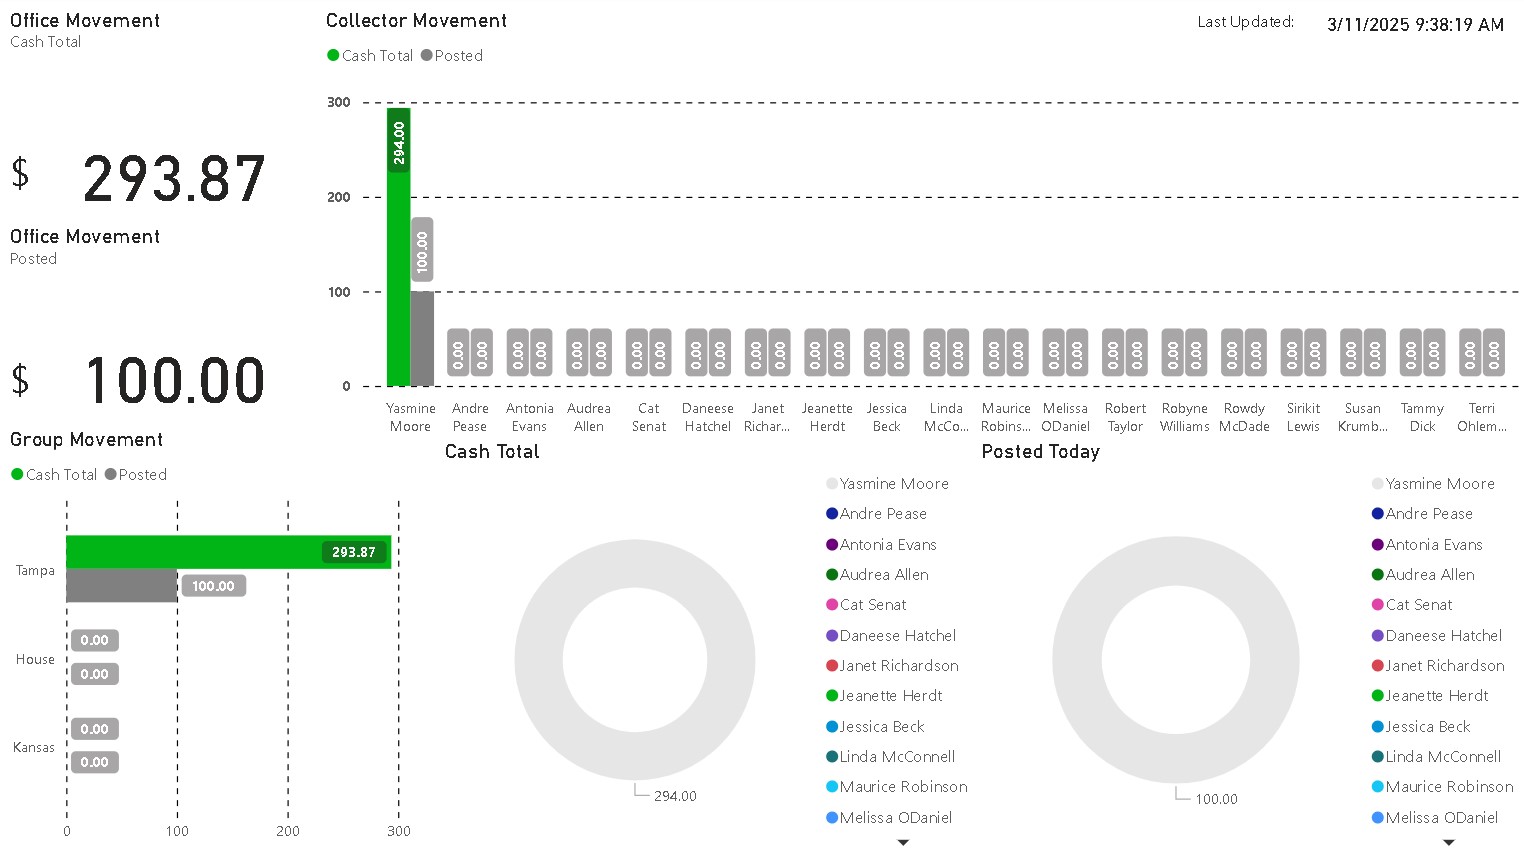 Office Movement
Cash Total
$ 293.87
Office Movement
Posted
$ 100.00
Collector Movement
Last Updated: 3/11/2025 9:38:19 AM
Cash Total Posted
300
200
100
0
294.00
100.00
0.00 0.00 0.00 0.00 0.00 0.00 0.00 0.00 0.00 0.00 0.00 0.00 0.00 0.00 0.00 0.00 0.00 0.00 0.00 0.00 0.00 0.00 0.00 0.00 0.00 0.00 0.00 0.00 0.00 0.00 0.00 0.00 0.00 0.00 0.00 0.00
Yasmine Andre Antonia Audrea Cat Daneese Janet Jeanette Jessica Linda Maurice Melissa Robert Robyne Rowdy Sirikit Susan Tammy Terri
Moore Pease Evans Allen Senat Hatchel Richar... Herdt Beck McCo... Robins... ODaniel Taylor Williams McDade Lewis Krumb... Dick Ohlem...
Group Movement
Cash Total Posted
Tampa
293.87
100.00
House
0.00
0.00
Kansas
0.00
0.00
0 100 200 300
Cash Total
294.00
Yasmine Moore
Andre Pease
Antonia Evans
Audrea Allen
Cat Senat
Daneese Hatchel
Janet Richardson
Jeanette Herdt
Jessica Beck
Linda McConnell
Maurice Robinson
Melissa ODaniel
Posted Today
100.00
Yasmine Moore
Andre Pease
Antonia Evans
Audrea Allen
Cat Senat
Daneese Hatchel
Janet Richardson
Jeanette Herdt
Jessica Beck
Linda McConnell
Maurice Robinson
Melissa ODaniel